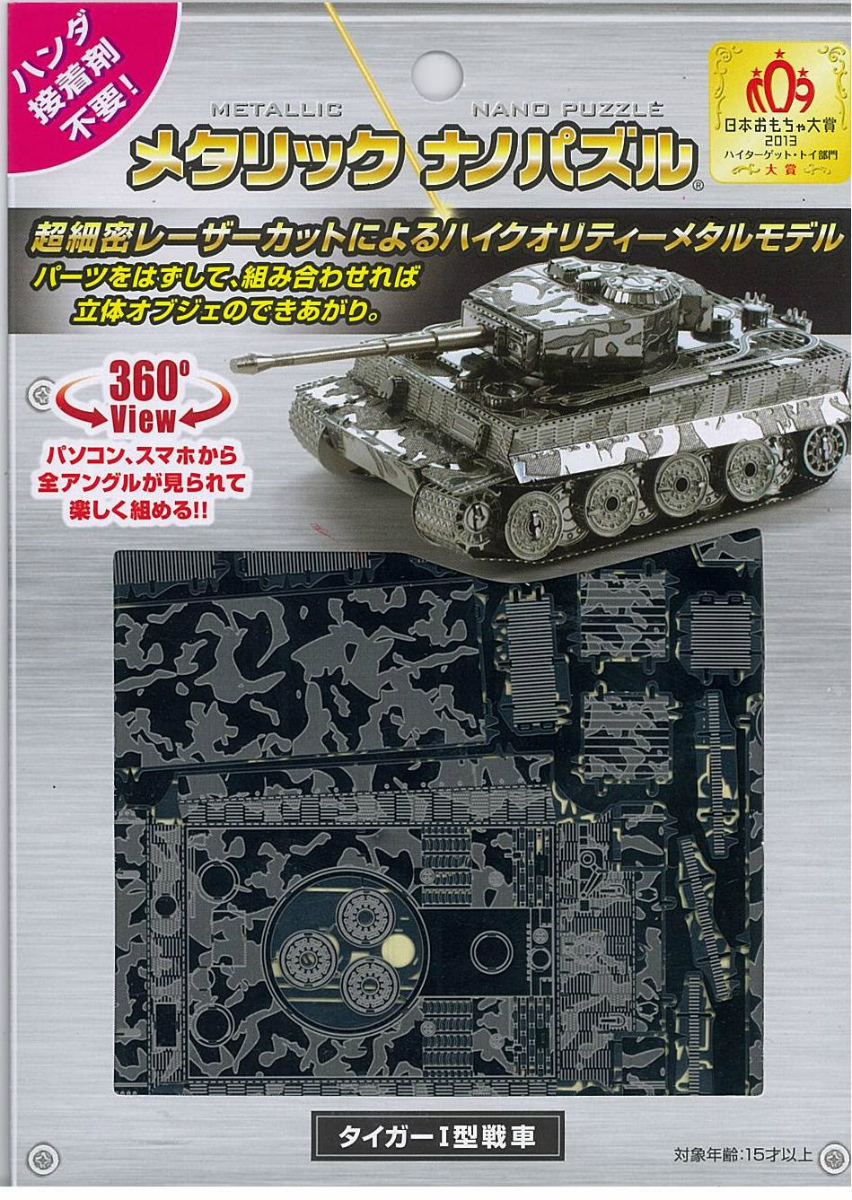 ハンダ
接着剤
不要!
METALLIC NANO PUZZLE
メタリック ナノパズル®
日本おもちゃ大賞
2013
ハイターゲット・トイ部門
大賞
超細密レーザーカットによるハイクオリティーメタルモデル
パーツをはずして、組み合わせれば
立体オブジェのできあがり。
360°
View
パソコン、スマホから
全アングルが見られて
楽しく組める!!
タイガーI型戦車
対象年齢:15才以上